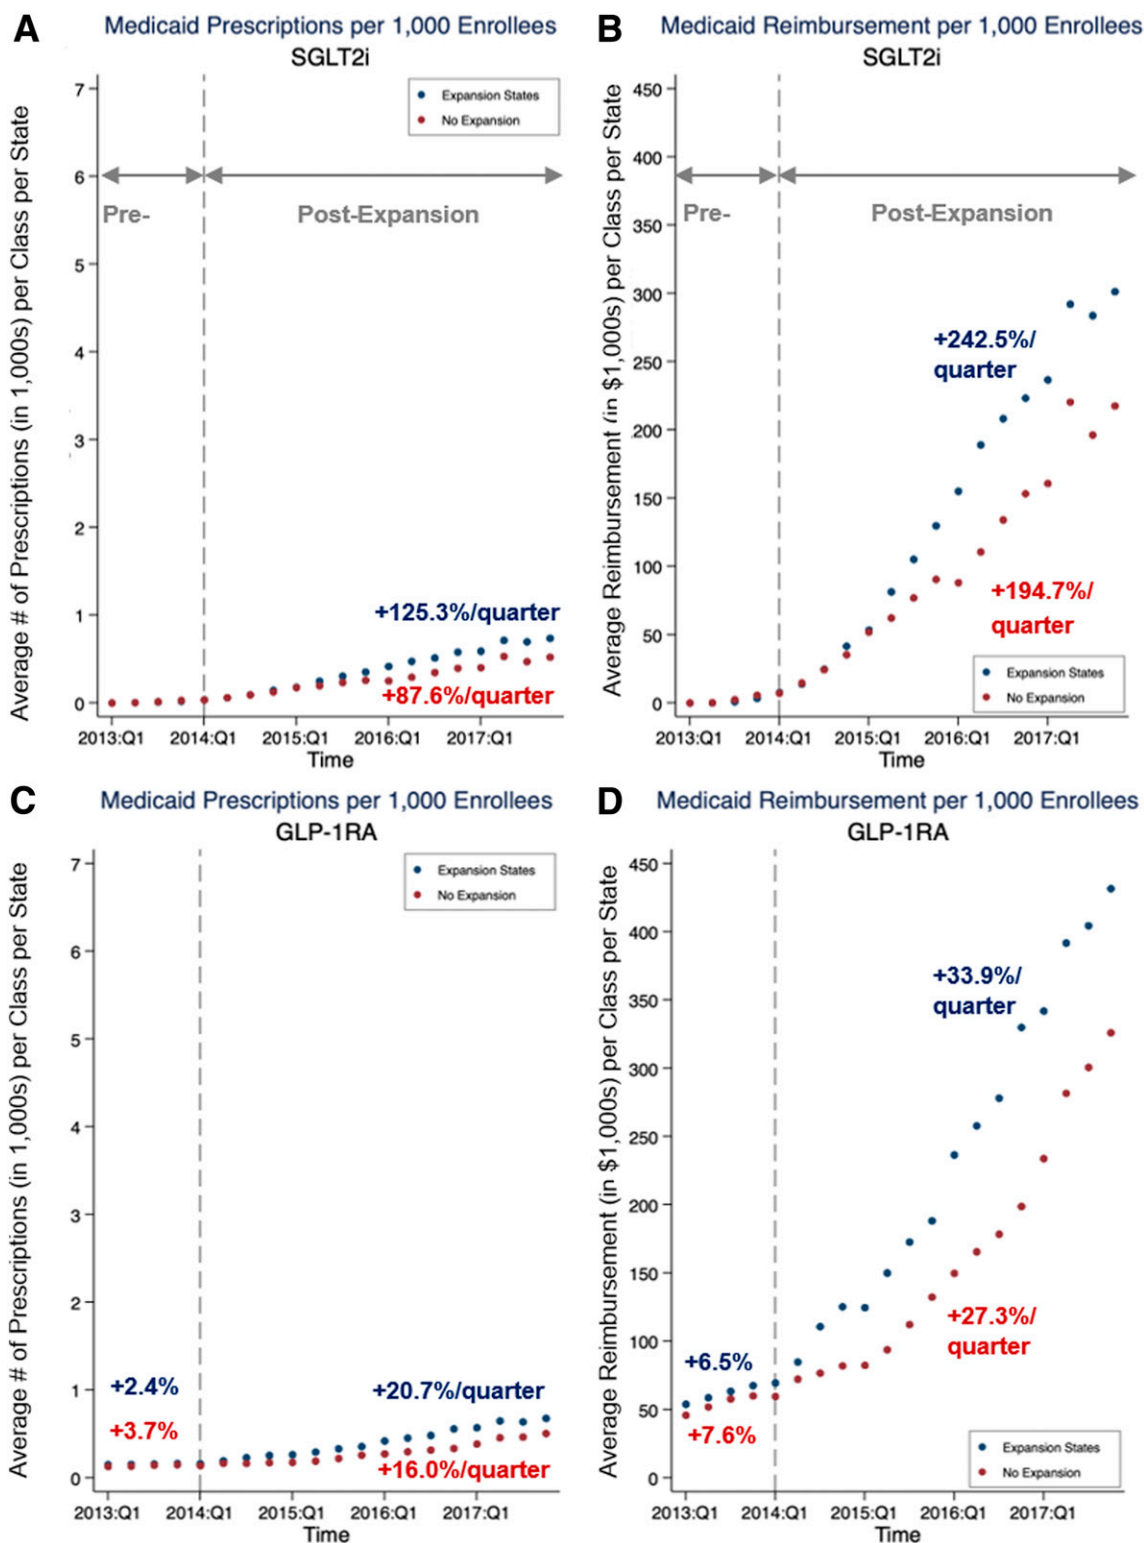 A
Medicaid Prescriptions per 1,000 Enrollees
SGLT2i
Average # of Prescriptions (in 1,000s) per Class per State
7
6
5
4
3
2
1
0
Expansion States
No Expansion
Pre-
Post-Expansion
+125.3%/quarter
+87.6%/quarter
2013:Q1 2014:Q1 2015:Q1 2016:Q1 2017:Q1
Time
B
Medicaid Reimbursement per 1,000 Enrollees
SGLT2i
Average Reimbursement (in $1,000s) per Class per State
450
400
350
300
250
200
150
100
50
0
Pre-
Post-Expansion
+242.5%/
quarter
+194.7%/
quarter
Expansion States
No Expansion
2013:Q1 2014:Q1 2015:Q1 2016:Q1 2017:Q1
Time
C
Medicaid Prescriptions per 1,000 Enrollees
GLP-1RA
Average # of Prescriptions (in 1,000s) per Class per State
7
6
5
4
3
2
1
0
Expansion States
No Expansion
+2.4%
+3.7%
+20.7%/quarter
+16.0%/quarter
2013:Q1 2014:Q1 2015:Q1 2016:Q1 2017:Q1
Time
D
Medicaid Reimbursement per 1,000 Enrollees
GLP-1RA
Average Reimbursement (in $1,000s) per Class per State
450
400
350
300
250
200
150
100
50
0
+33.9%/
quarter
+27.3%/
quarter
+6.5%
+7.6%
Expansion States
No Expansion
2013:Q1 2014:Q1 2015:Q1 2016:Q1 2017:Q1
Time